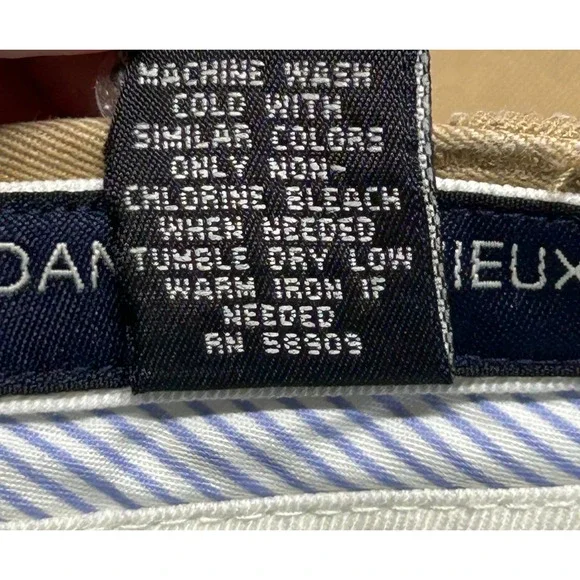 MACHINE WASH
COLD WITH
SIMILAR COLORS
ONLY NON-
CHLORINE BLEACH
WHEN NEEDED
TUMBLE DRY LOW
WARM IRON IF
NEEDED
RN 58909
DAN IEUX